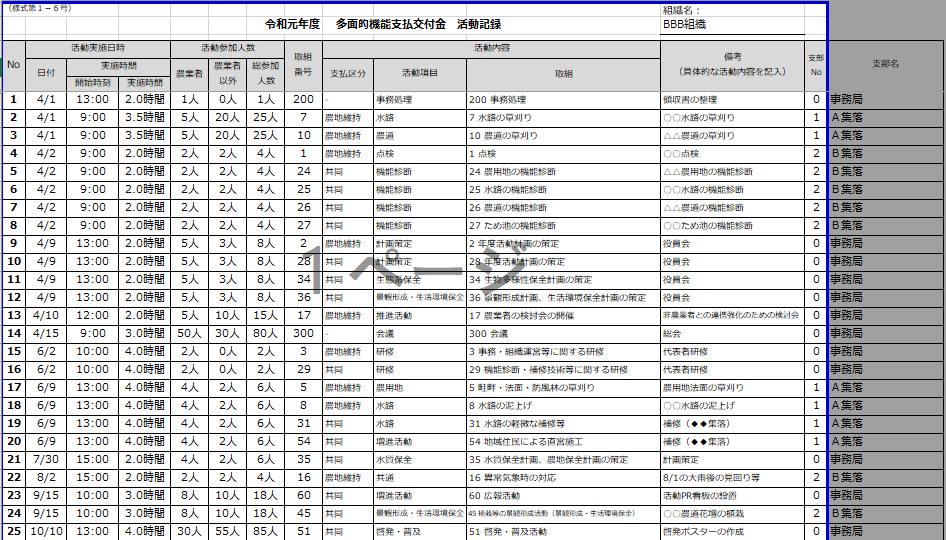 （様式第１－６号）
組織名：
令和元年度　多面的機能支払交付金　活動記録
BBB組織
No 活動実施日時 活動参加人数 取組番号 活動内容 備考（具体的な活動内容を記入） 支部No 支部名
日付 実施時間 農業者 農業者以外 総参加人数 支払区分 活動項目 取組
開始時刻 実施時間
1 4/1 13:00 2.0時間 1人 0人 1人 200 - 事務処理 200 事務処理 領収書の整理 0 事務局
2 4/1 9:00 3.5時間 5人 20人 25人 7 農地維持 水路 7 水路の草刈り 〇〇水路の草刈り 1 A集落
3 4/1 9:00 3.5時間 5人 20人 25人 10 農地維持 農道 10 農道の草刈り △△農道の草刈り 1 A集落
4 4/2 9:00 2.0時間 2人 2人 4人 1 農地維持 点検 1 点検 〇〇点検 2 B集落
5 4/2 9:00 2.0時間 2人 2人 4人 24 共同 機能診断 24 農用地の機能診断 △△農用地の機能診断 2 B集落
6 4/2 9:00 2.0時間 2人 2人 4人 25 共同 機能診断 25 水路の機能診断 〇〇水路の機能診断 2 B集落
7 4/2 9:00 2.0時間 2人 2人 4人 26 共同 機能診断 26 農道の機能診断 △△農道の機能診断 2 B集落
8 4/2 9:00 2.0時間 2人 2人 4人 27 共同 機能診断 27 ため池の機能診断 〇〇ため池の機能診断 2 B集落
9 4/9 13:00 2.0時間 5人 3人 8人 2 農地維持 計画策定 2 年度活動計画の策定 役員会 0 事務局
10 4/9 13:00 2.0時間 5人 3人 8人 28 共同 計画策定 28 年度活動計画の策定 役員会 0 事務局
11 4/9 13:00 2.0時間 5人 3人 8人 34 共同 生態系保全 34 生物多様性保全計画の策定 役員会 0 事務局
12 4/9 13:00 2.0時間 5人 3人 8人 36 共同 景観形成・生活環境保全 36 景観形成計画、生活環境保全計画の策定 役員会 0 事務局
1 ページ
13 4/10 12:00 2.0時間 5人 10人 15人 17 農地維持 推進活動 17 農業者の検討会の開催 非農業者との連携強化のための検討会 0 事務局
14 4/15 9:00 3.0時間 50人 30人 80人 300 - 会議 300 会議 総会 0 事務局
15 6/2 10:00 4.0時間 2人 0人 2人 3 農地維持 研修 3 事務・組織運営等に関する研修 代表者研修 0 事務局
16 6/2 10:00 4.0時間 2人 0人 2人 29 共同 研修 29 機能診断・補修技術等に関する研修 代表者研修 0 事務局
17 6/9 13:00 4.0時間 4人 2人 6人 5 農地維持 農用地 5 畦畔・法面・防風林の草刈り 農用地法面の草刈り 1 A集落
18 6/9 13:00 4.0時間 4人 2人 6人 8 農地維持 水路 8 水路の泥上げ 〇〇水路の泥上げ 1 A集落
19 6/9 13:00 4.0時間 4人 2人 6人 31 共同 水路 31 水路の軽微な補修等 補修（◆◆集落） 1 A集落
20 6/9 13:00 4.0時間 4人 2人 6人 54 共同 増進活動 54 地域住民による直営施工 補修（◆◆集落） 1 A集落
21 7/30 15:00 2.0時間 4人 2人 6人 35 共同 水質保全 35 水質保全計画、農地保全計画の策定 計画策定 0 事務局
22 8/2 15:00 2.0時間 2人 2人 4人 16 農地維持 共通 16 異常気象時の対応 8/1の大雨後の見回り等 2 B集落
23 9/15 10:00 3.0時間 8人 10人 18人 60 共同 増進活動 60 広報活動 活動PR看板の設置 0 事務局
24 9/15 10:00 3.0時間 8人 10人 18人 45 共同 景観形成・生活環境保全 45 植栽等の景観形成活動（景観形成・生活環境保全） 〇〇農道花壇の植栽 2 B集落
25 10/10 13:00 4.0時間 30人 55人 85人 51 共同 啓発・普及 51 啓発・普及活動 啓発ポスターの作成 0 事務局